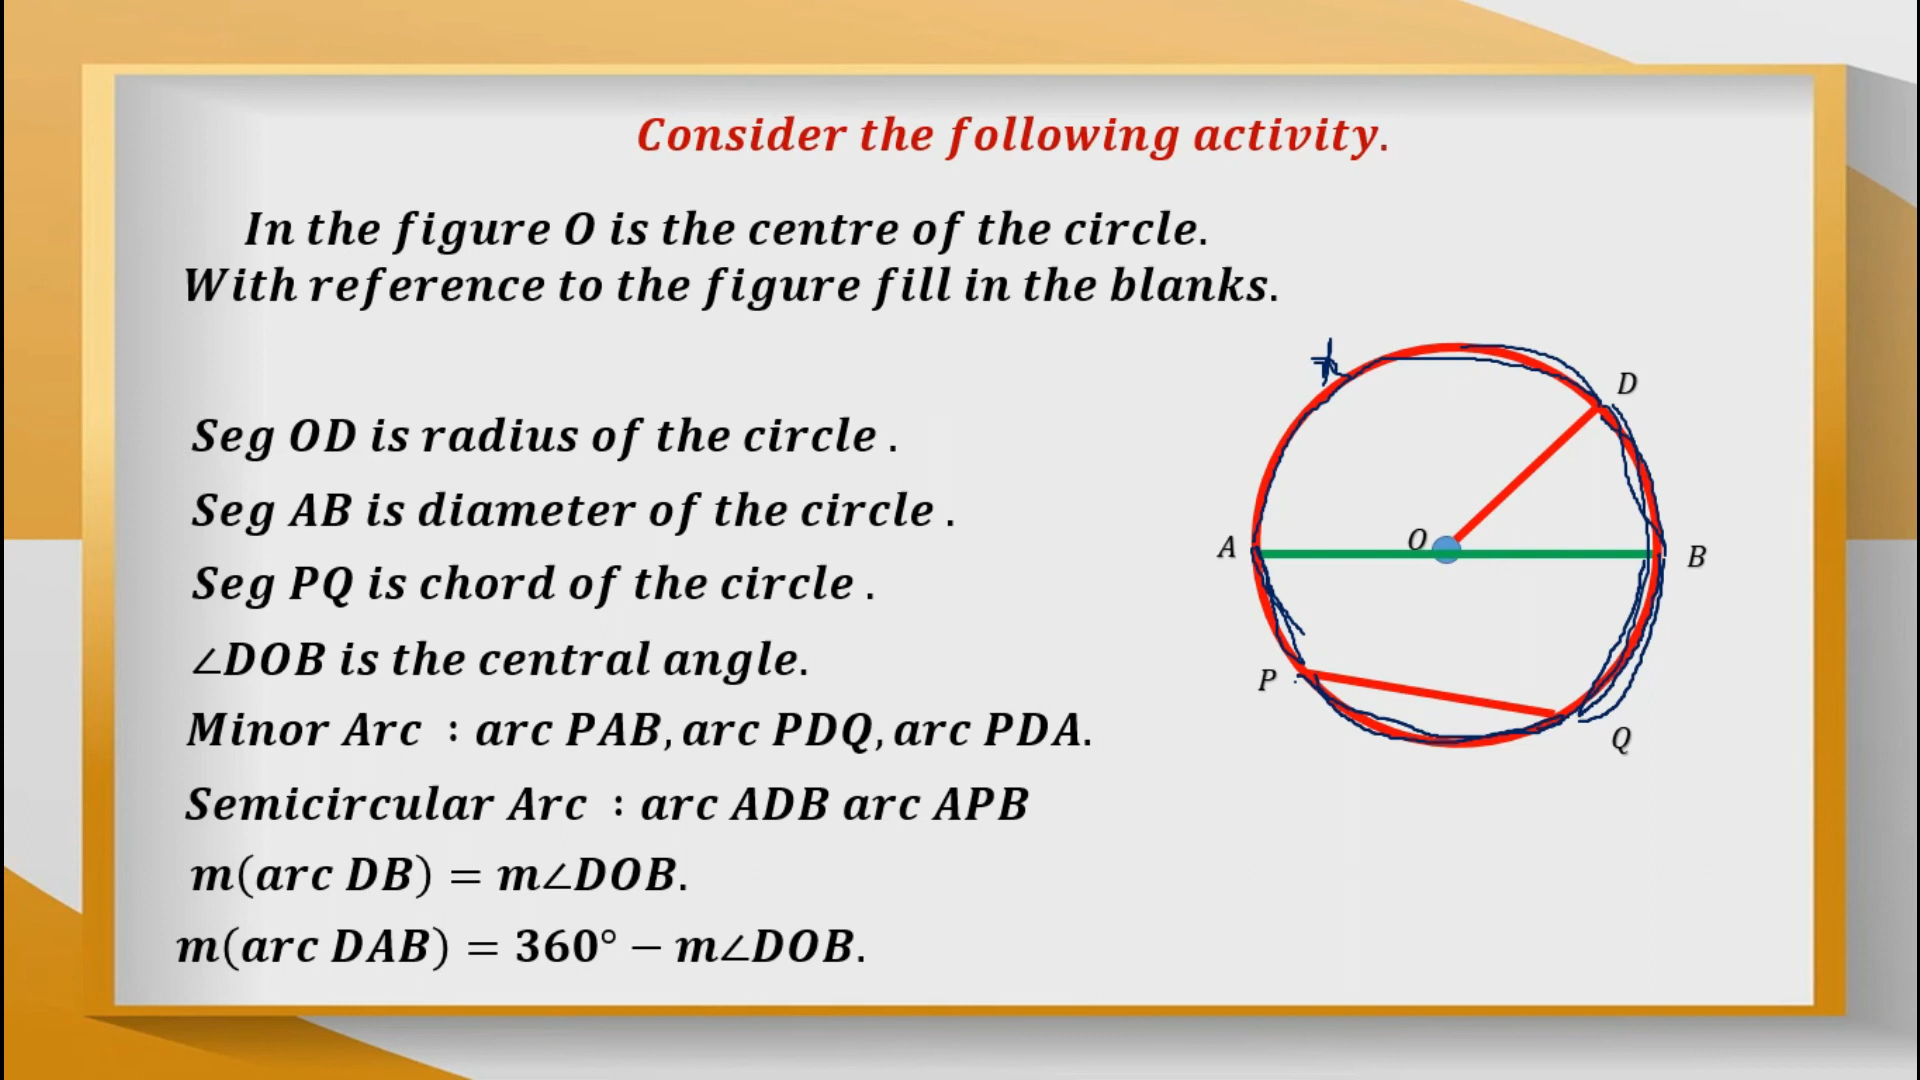 Consider the following activity.
In the figure O is the centre of the circle.
With reference to the figure fill in the blanks.
Seg OD is radius of the circle .
Seg AB is diameter of the circle .
Seg PQ is chord of the circle .
∠DOB is the central angle.
Minor Arc : arc PAB, arc PDQ, arc PDA.
Semicircular Arc : arc ADB arc APB
m(arc DB) = m∠DOB.
m(arc DAB) = 360° − m∠DOB.
D
A
O
B
P
Q